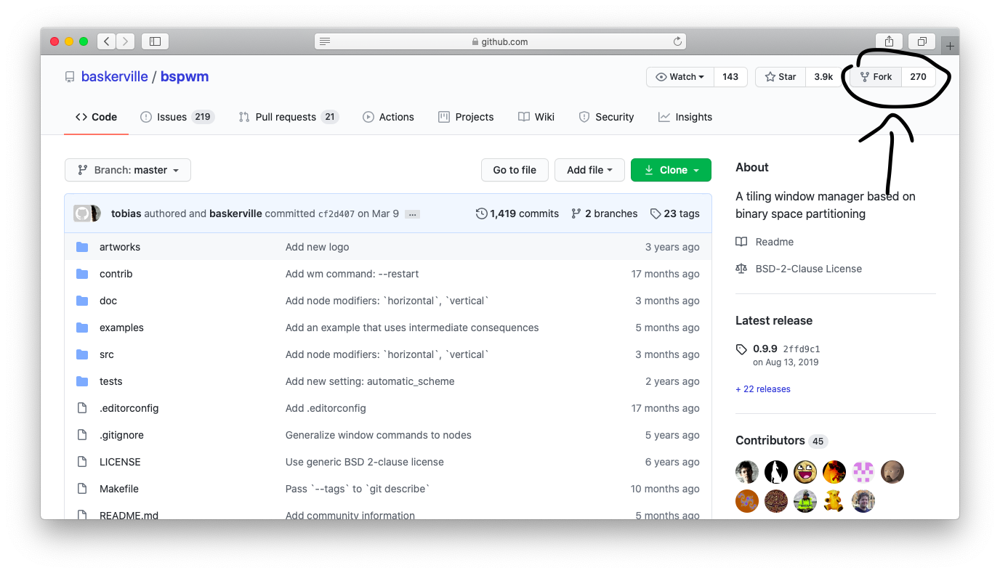 github.com
baskerville / bspwm
Watch 143 Star 3.9k Fork 270
Code Issues 219 Pull requests 21 Actions Projects Wiki Security Insights
Branch: master Go to file Add file Clone
tobias authored and baskerville committed cf2d407 on Mar 9 ... 1,419 commits 2 branches 23 tags
artworks Add new logo 3 years ago
contrib Add wm command: --restart 17 months ago
doc Add node modifiers: `horizontal`, `vertical` 3 months ago
examples Add an example that uses intermediate consequences 5 months ago
src Add node modifiers: `horizontal`, `vertical` 3 months ago
tests Add new setting: automatic_scheme 2 years ago
.editorconfig Add .editorconfig 17 months ago
.gitignore Generalize window commands to nodes 5 years ago
LICENSE Use generic BSD 2-clause license 6 years ago
Makefile Pass `--tags` to `git describe` 10 months ago
README.md Add community information 5 months ago
About
A tiling window manager based on
binary space partitioning
Readme
BSD-2-Clause License
Latest release
0.9.9 2ffd9c1
on Aug 13, 2019
+ 22 releases
Contributors 45